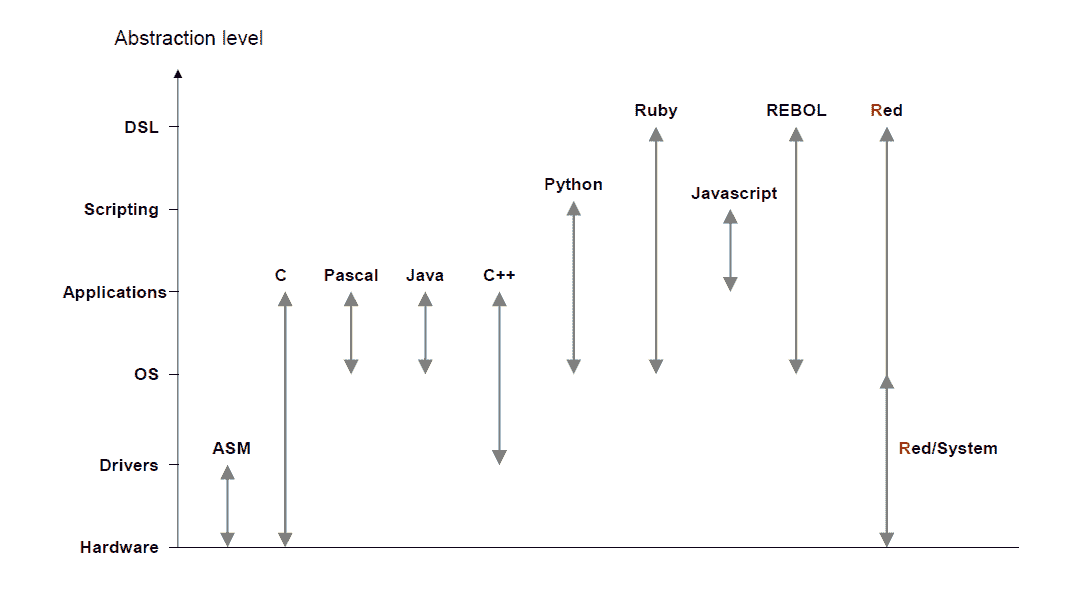 Abstraction level
DSL
Scripting
Applications
OS
Drivers
Hardware
ASM
C
Pascal
Java
C++
Python
Ruby
Javascript
REBOL
Red
Red/System